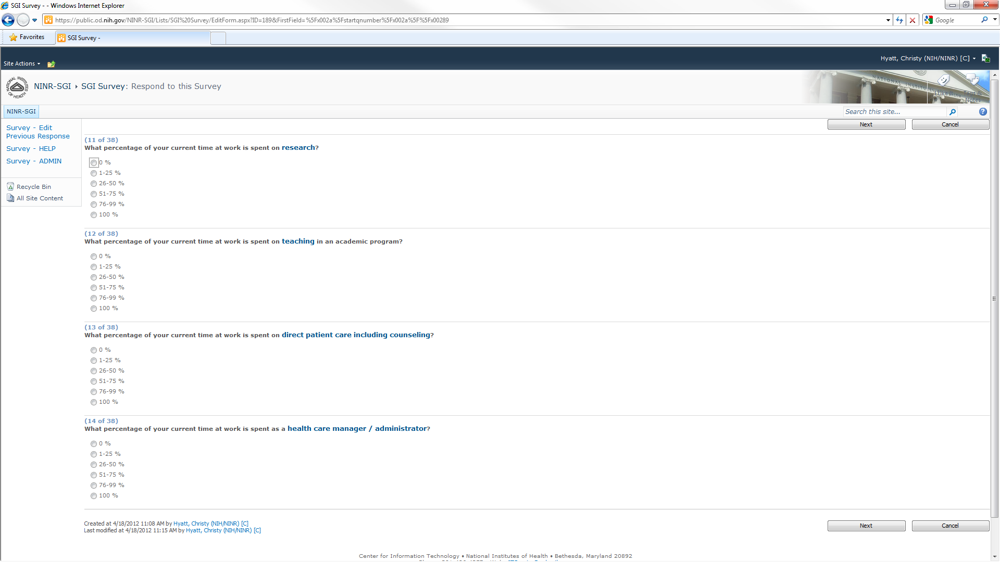 SGI Survey - - Windows Internet Explorer
https://public.od.nih.gov/NINR-SGI/Lists/SGI%20Survey/EditForm.aspx?ID=189&FirstField=%5Fx002a%5Fstartqnumber%5Fx002a%5F%5Fx00289
Google
Favorites
SGI Survey -
Hyatt, Christy (NIH/NINR) [C]
Site Actions
NATIONAL INSTITUTES OF HEALTH
NINR-SGI SGI Survey: Respond to this Survey
NATIONAL
I Like It
Tags & Notes
NINR-SGI
Search this site...
Survey - Edit
Previous Response
Survey - HELP
Survey - ADMIN
Recycle Bin
All Site Content
Next
Cancel
(11 of 38)
What percentage of your current time at work is spent on research?
0 %
1-25 %
26-50 %
51-75 %
76-99 %
100 %
(12 of 38)
What percentage of your current time at work is spent on teaching in an academic program?
0 %
1-25 %
26-50 %
51-75 %
76-99 %
100 %
(13 of 38)
What percentage of your current time at work is spent on direct patient care including counseling?
0 %
1-25 %
26-50 %
51-75 %
76-99 %
100 %
(14 of 38)
What percentage of your current time at work is spent as a health care manager / administrator?
0 %
1-25 %
26-50 %
51-75 %
76-99 %
100 %
Created at 4/18/2012 11:08 AM by Hyatt, Christy (NIH/NINR) [C]
Last modified at 4/18/2012 11:15 AM by Hyatt, Christy (NIH/NINR) [C]
Next
Cancel
Center for Information Technology • National Institutes of Health • Bethesda, Maryland 20892